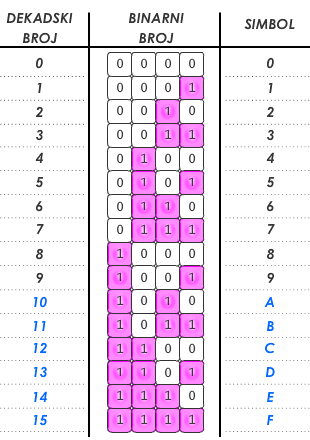 DEKADSKI BROJ BINARNI BROJ SIMBOL
0 0 0 0 0 0
1 0 0 0 1 1
2 0 0 1 0 2
3 0 0 1 1 3
4 0 1 0 0 4
5 0 1 0 1 5
6 0 1 1 0 6
7 0 1 1 1 7
8 1 0 0 0 8
9 1 0 0 1 9
10 1 0 1 0 A
11 1 0 1 1 B
12 1 1 0 0 C
13 1 1 0 1 D
14 1 1 1 0 E
15 1 1 1 1 F